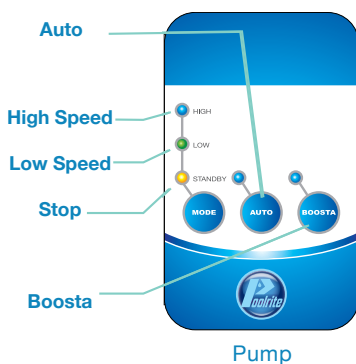 Auto
High Speed
HIGH
Low Speed
LOW
STANDBY
Stop
MODE
AUTO
BOOSTA
Boosta
Poolrite
Pump